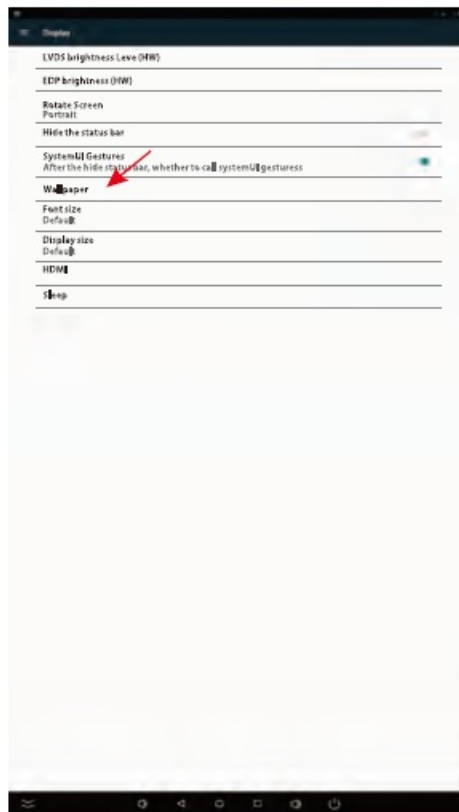 Display
LVDS brightness Leve (HW)
EDP brightness (HW)
Rotate Screen
Portrait
Hide the status bar
SystemUI Gestures
After the hide status bar, whether to call systemUI gesturess
Wallpaper
Font size
Default
Display size
Default
HDMI
Sleep